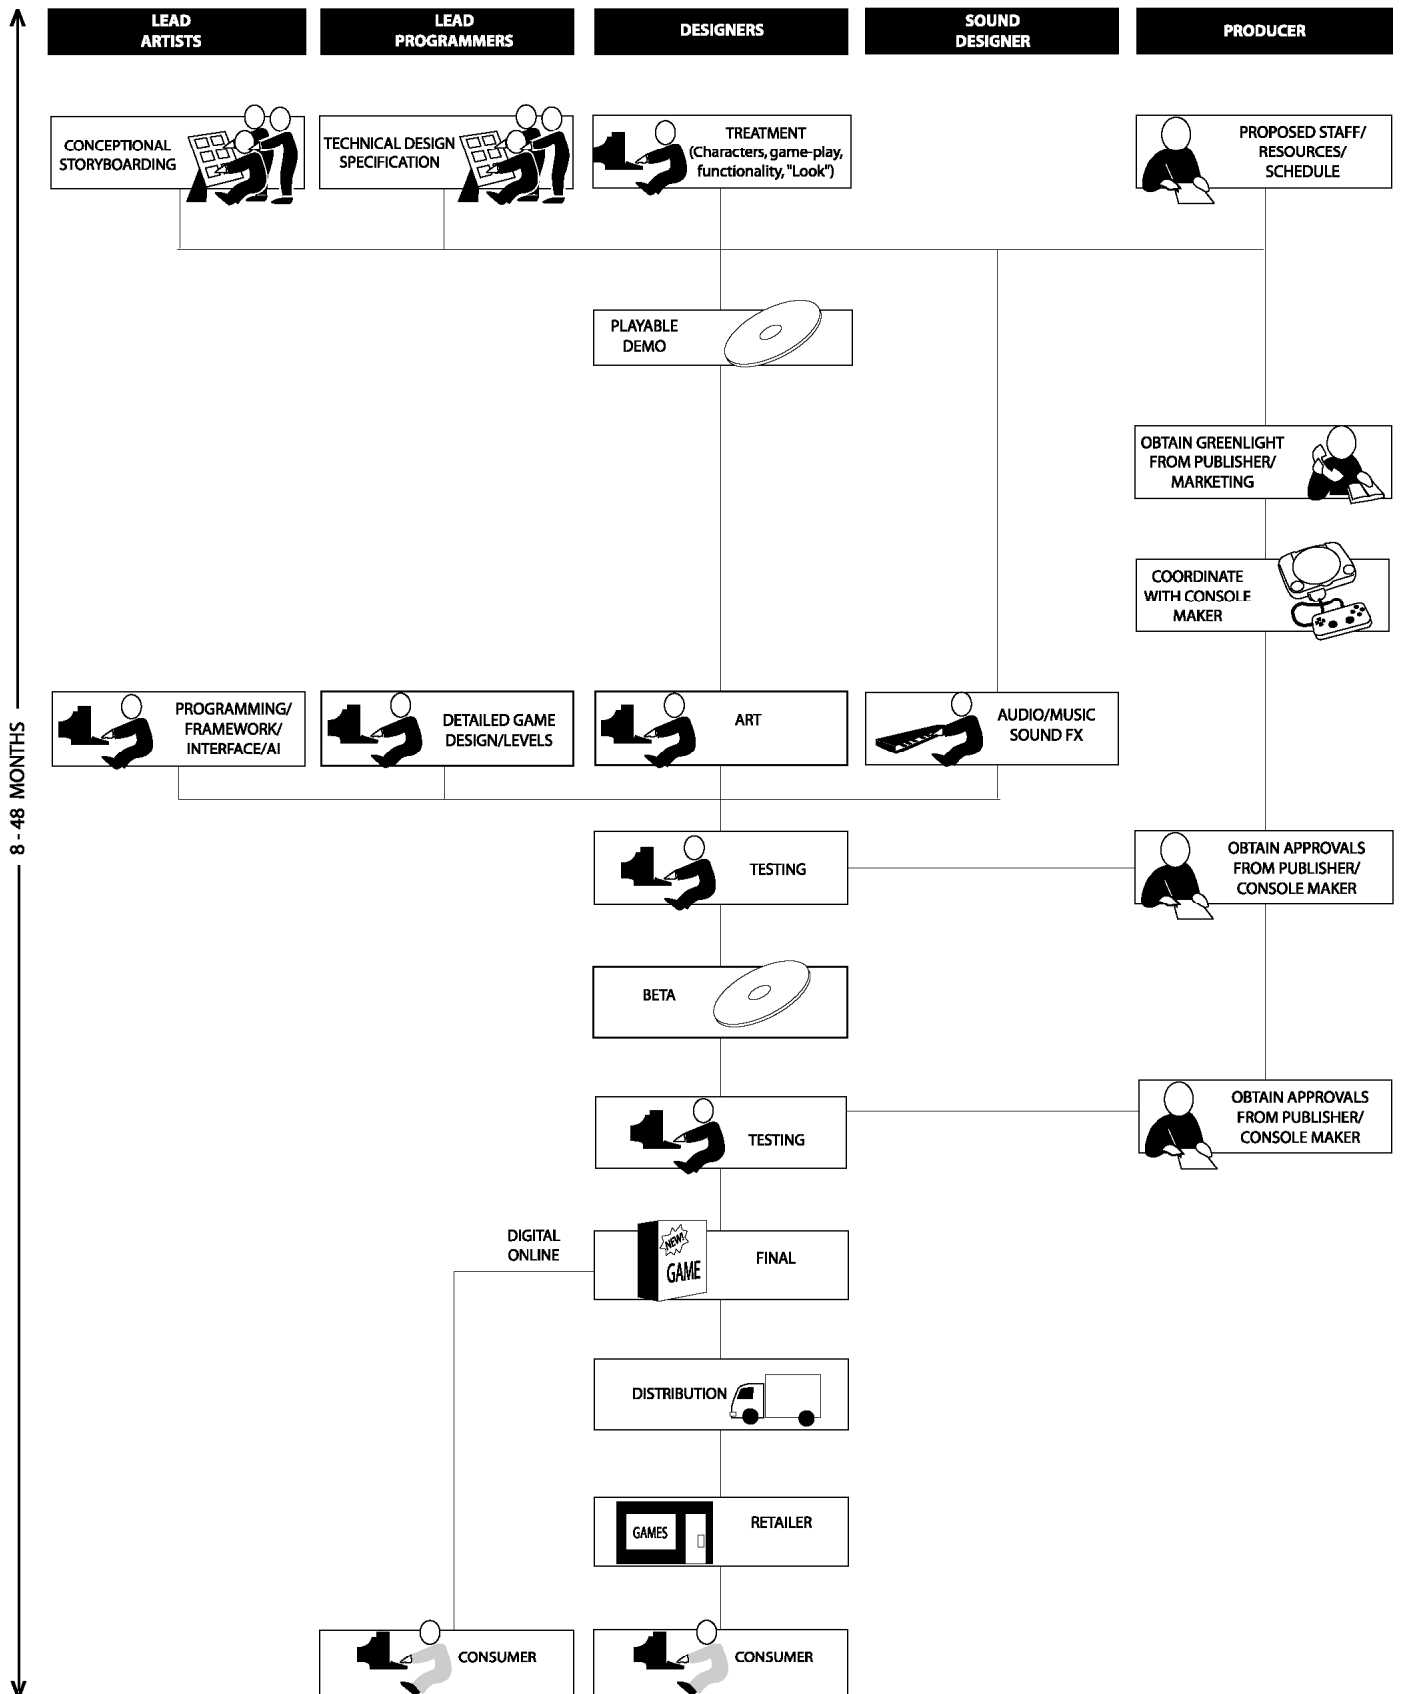 LEAD
ARTISTS
LEAD
PROGRAMMERS
DESIGNERS
SOUND
DESIGNER
PRODUCER
CONCEPTIONAL
STORYBOARDING
TECHNICAL DESIGN
SPECIFICATION
TREATMENT
(Characters, game-play,
functionality, "Look")
PROPOSED STAFF/
RESOURCES/
SCHEDULE
PLAYABLE
DEMO
OBTAIN GREENLIGHT
FROM PUBLISHER/
MARKETING
COORDINATE
WITH CONSOLE
MAKER
8 - 48 MONTHS
PROGRAMMING/
FRAMEWORK/
INTERFACE/AI
DETAILED GAME
DESIGN/LEVELS
ART
AUDIO/MUSIC
SOUND FX
TESTING
OBTAIN APPROVALS
FROM PUBLISHER/
CONSOLE MAKER
BETA
TESTING
OBTAIN APPROVALS
FROM PUBLISHER/
CONSOLE MAKER
DIGITAL
ONLINE
NEW!
GAME
FINAL
DISTRIBUTION
GAMES
RETAILER
CONSUMER
CONSUMER